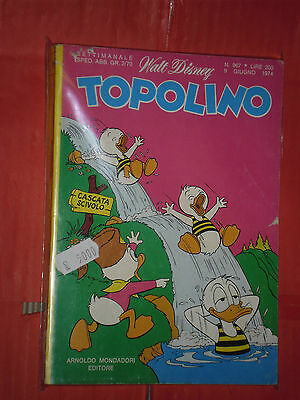 SETTIMANALE
SPED. ABB. GR. 2/70
Walt Disney
N. 967 • LIRE 200
9 GIUGNO 1974
TOPOLINO
CASCATA
SCIVOLO
£ 5000
ARNOLDO MONDADORI
EDITORE